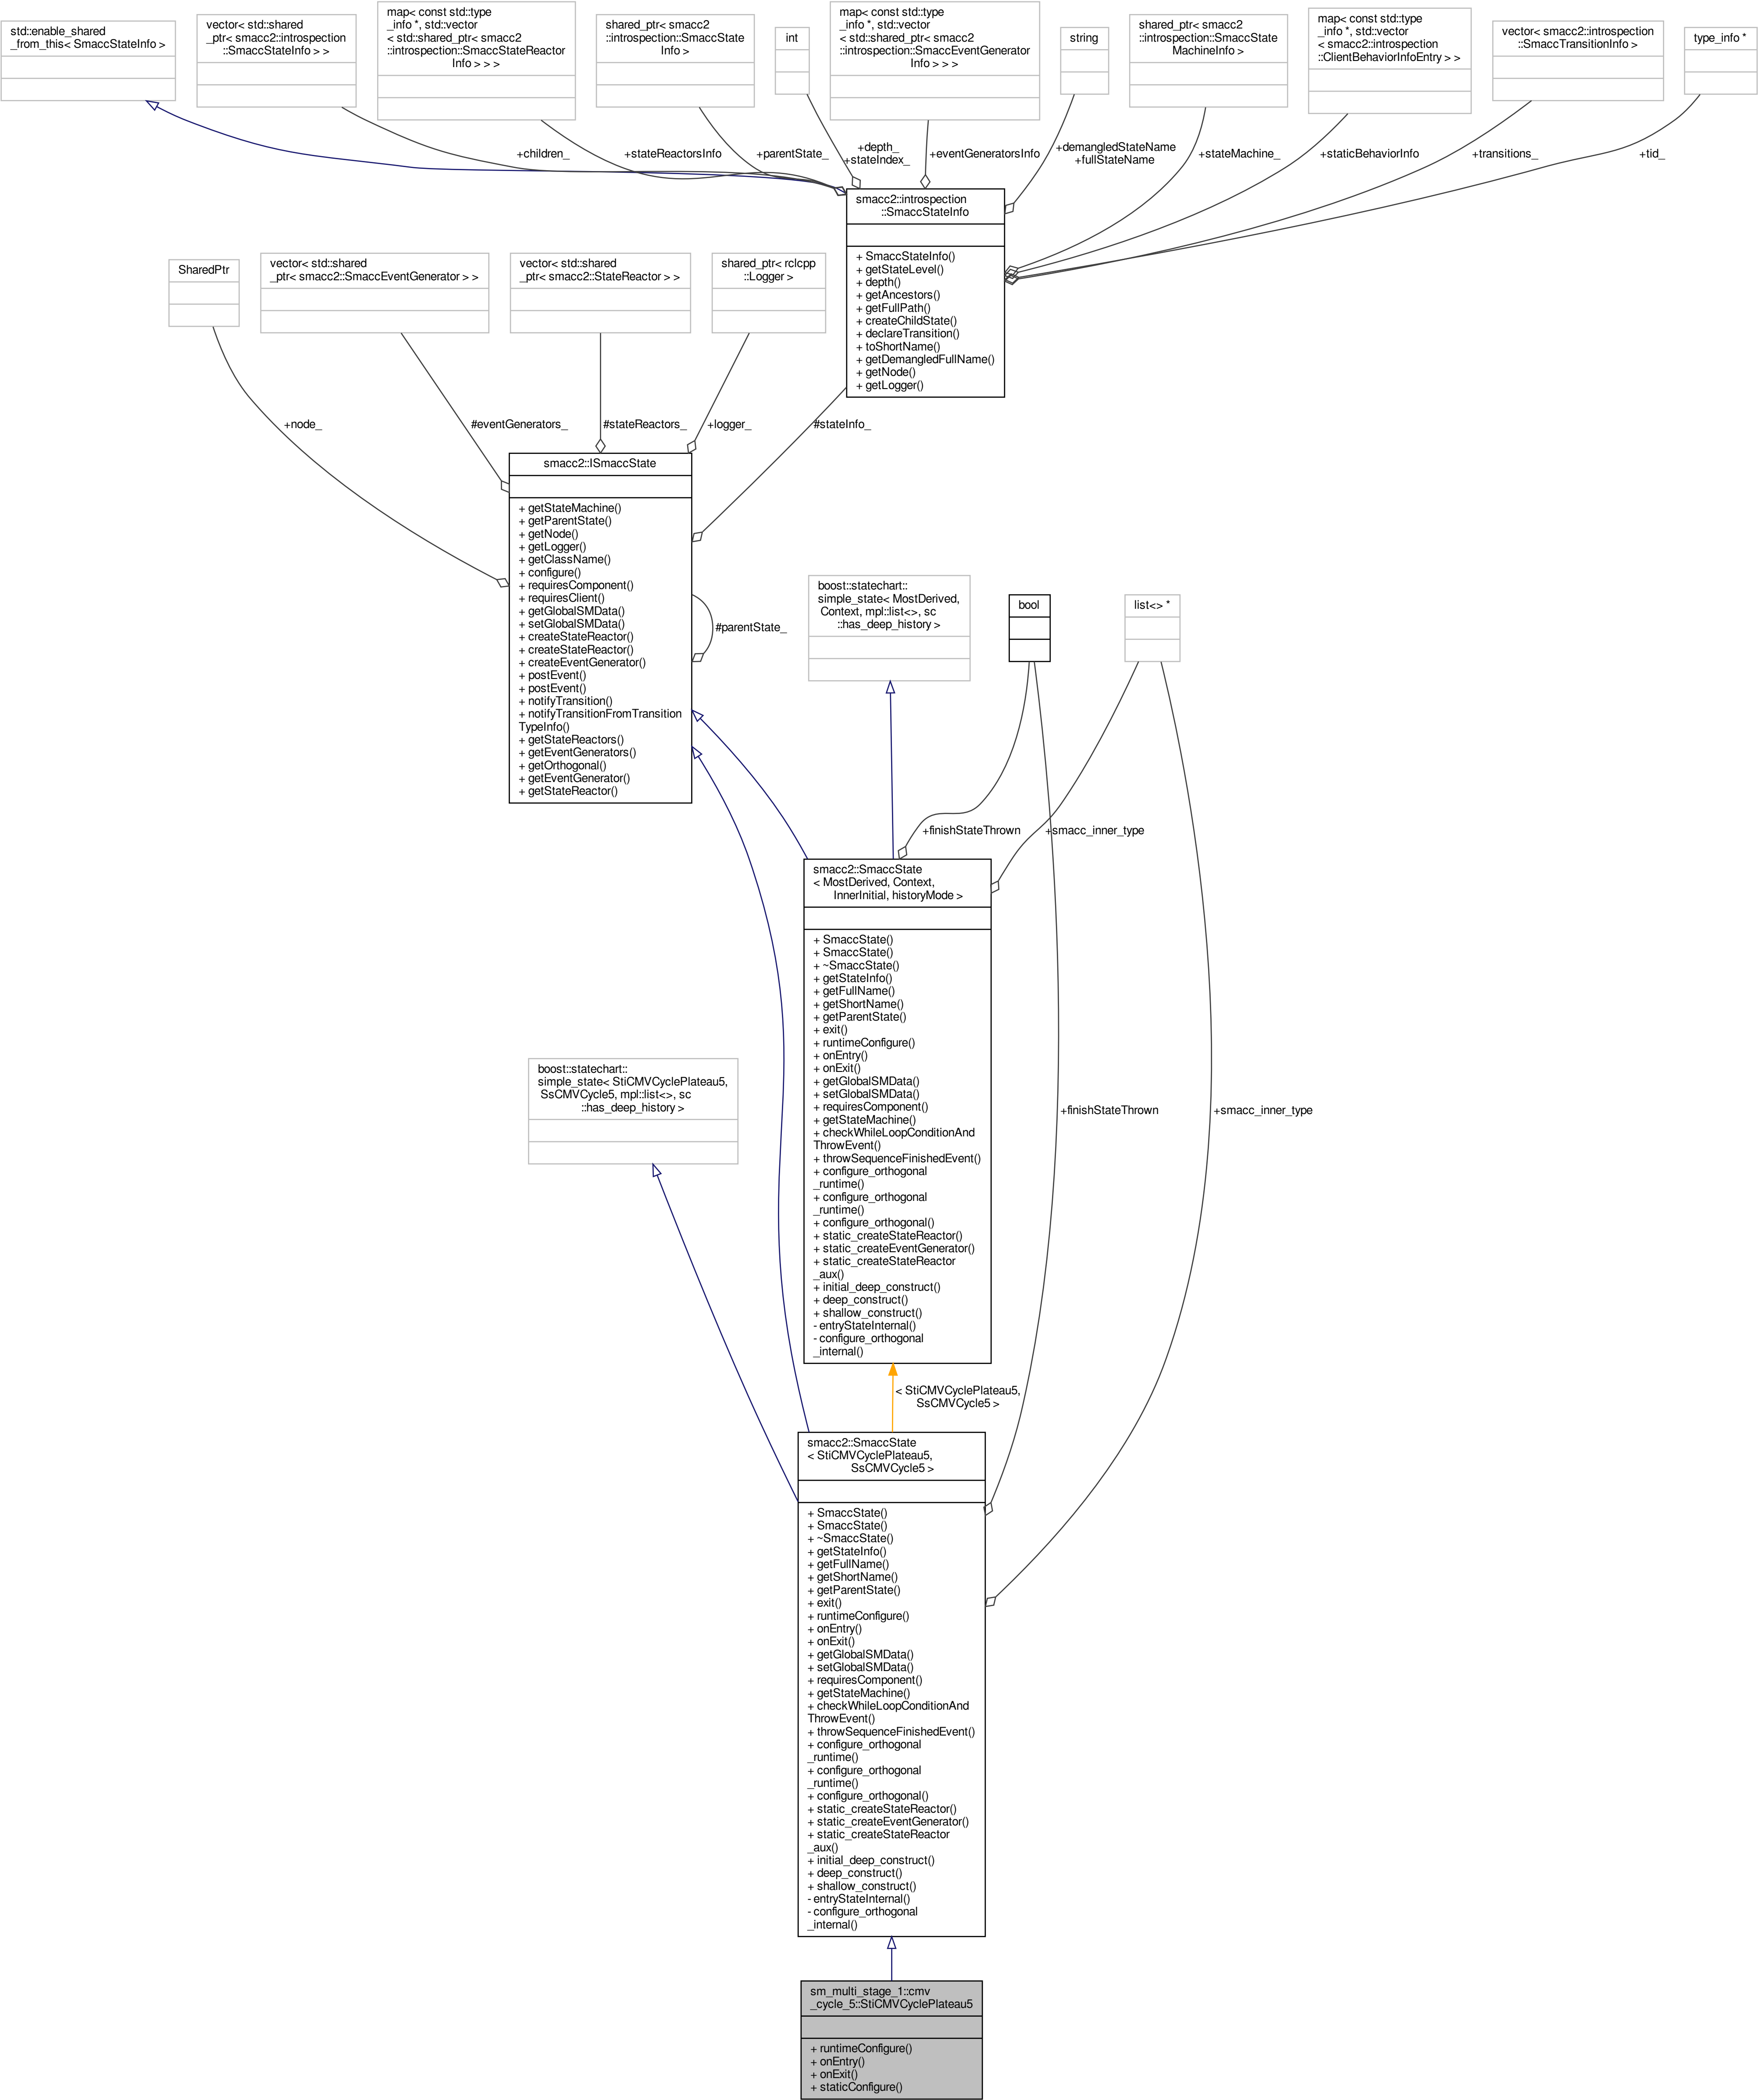 std::enable_shared
_from_this< SmaccStateInfo >
vector< std::shared
_ptr< smacc2::introspection
::SmaccStateInfo > >
map< const std::type
_info *, std::vector
< std::shared_ptr< smacc2
::introspection::SmaccStateReactor
Info > > >
shared_ptr< smacc2
::introspection::SmaccState
Info >
int
map< const std::type
_info *, std::vector
< std::shared_ptr< smacc2
::introspection::SmaccEventGenerator
Info > > >
string
shared_ptr< smacc2
::introspection::SmaccState
MachineInfo >
map< const std::type
_info *, std::vector
< smacc2::introspection
::ClientBehaviorInfoEntry > >
vector< smacc2::introspection
::SmaccTransitionInfo >
type_info *
+children_
+stateReactorsInfo
+parentState_
+depth_
+stateIndex_
+eventGeneratorsInfo
+demangledStateName
+fullStateName
+stateMachine_
+staticBehaviorInfo
+transitions_
+tid_
smacc2::introspection
::SmaccStateInfo
+ SmaccStateInfo()
+ getStateLevel()
+ depth()
+ getAncestors()
+ getFullPath()
+ createChildState()
+ declareTransition()
+ toShortName()
+ getDemangledFullName()
+ getNode()
+ getLogger()
SharedPtr
vector< std::shared
_ptr< smacc2::SmaccEventGenerator > >
vector< std::shared
_ptr< smacc2::StateReactor > >
shared_ptr< rclcpp
::Logger >
+node_
#eventGenerators_
#stateReactors_
+logger_
#stateInfo_
smacc2::ISmaccState
+ getStateMachine()
+ getParentState()
+ getNode()
+ getLogger()
+ getClassName()
+ configure()
+ requiresComponent()
+ requiresClient()
+ getGlobalSMData()
+ setGlobalSMData()
+ createStateReactor()
+ createStateReactor()
+ createEventGenerator()
+ postEvent()
+ postEvent()
+ notifyTransition()
+ notifyTransitionFromTransition
TypeInfo()
+ getStateReactors()
+ getEventGenerators()
+ getOrthogonal()
+ getEventGenerator()
+ getStateReactor()
#parentState_
boost::statechart::
simple_state< MostDerived,
Context, mpl::list<>, sc
::has_deep_history >
bool
list<> *
+finishStateThrown
+smacc_inner_type
smacc2::SmaccState
< MostDerived, Context,
InnerInitial, historyMode >
+ SmaccState()
+ SmaccState()
+ ~SmaccState()
+ getStateInfo()
+ getFullName()
+ getShortName()
+ getParentState()
+ exit()
+ runtimeConfigure()
+ onEntry()
+ onExit()
+ getGlobalSMData()
+ setGlobalSMData()
+ requiresComponent()
+ getStateMachine()
+ checkWhileLoopConditionAnd
ThrowEvent()
+ throwSequenceFinishedEvent()
+ configure_orthogonal
_runtime()
+ configure_orthogonal
_runtime()
+ configure_orthogonal()
+ static_createStateReactor()
+ static_createEventGenerator()
+ static_createStateReactor
_aux()
+ initial_deep_construct()
+ deep_construct()
+ shallow_construct()
- entryStateInternal()
- configure_orthogonal
_internal()
boost::statechart::
simple_state< StiCMVCyclePlateau5,
SsCMVCycle5, mpl::list<>, sc
::has_deep_history >
+finishStateThrown
+smacc_inner_type
< StiCMVCyclePlateau5,
SsCMVCycle5 >
smacc2::SmaccState
< StiCMVCyclePlateau5,
SsCMVCycle5 >
+ SmaccState()
+ SmaccState()
+ ~SmaccState()
+ getStateInfo()
+ getFullName()
+ getShortName()
+ getParentState()
+ exit()
+ runtimeConfigure()
+ onEntry()
+ onExit()
+ getGlobalSMData()
+ setGlobalSMData()
+ requiresComponent()
+ getStateMachine()
+ checkWhileLoopConditionAnd
ThrowEvent()
+ throwSequenceFinishedEvent()
+ configure_orthogonal
_runtime()
+ configure_orthogonal
_runtime()
+ configure_orthogonal()
+ static_createStateReactor()
+ static_createEventGenerator()
+ static_createStateReactor
_aux()
+ initial_deep_construct()
+ deep_construct()
+ shallow_construct()
- entryStateInternal()
- configure_orthogonal
_internal()
sm_multi_stage_1::cmv
_cycle_5::StiCMVCyclePlateau5
+ runtimeConfigure()
+ onEntry()
+ onExit()
+ staticConfigure()